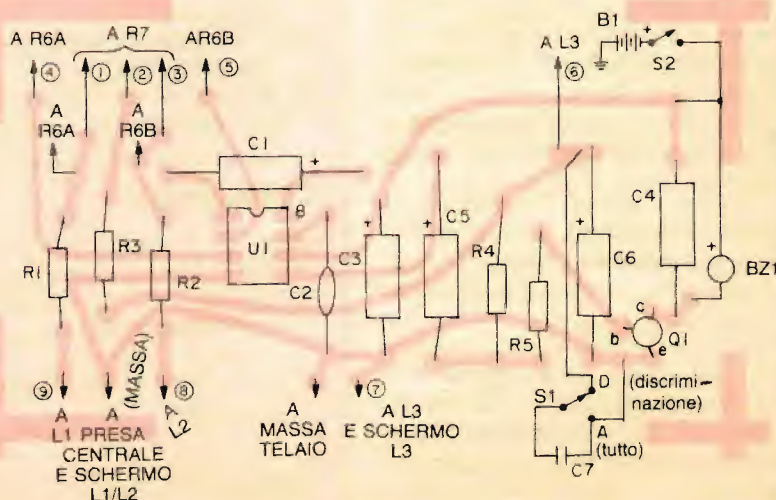 A R6A
A R7
AR6B
④
①
②
③
⑤
A
R6A
A
R6B
A L3
⑥
B1
+
S2
C1
+
8
U1
R1
R3
R2
C2
C3
+
C5
+
R4
R5
C6
+
C4
+
BZ1
c
b
e
Q1
⑨
A
L1 PRESA
CENTRALE
E SCHERMO
L1/L2
A
(MASSA)
⑧
A
L2
A
MASSA
TELAIO
⑦
A L3
E SCHERMO
L3
S1
D
(discrimi-
nazione)
A
(tutto)
C7